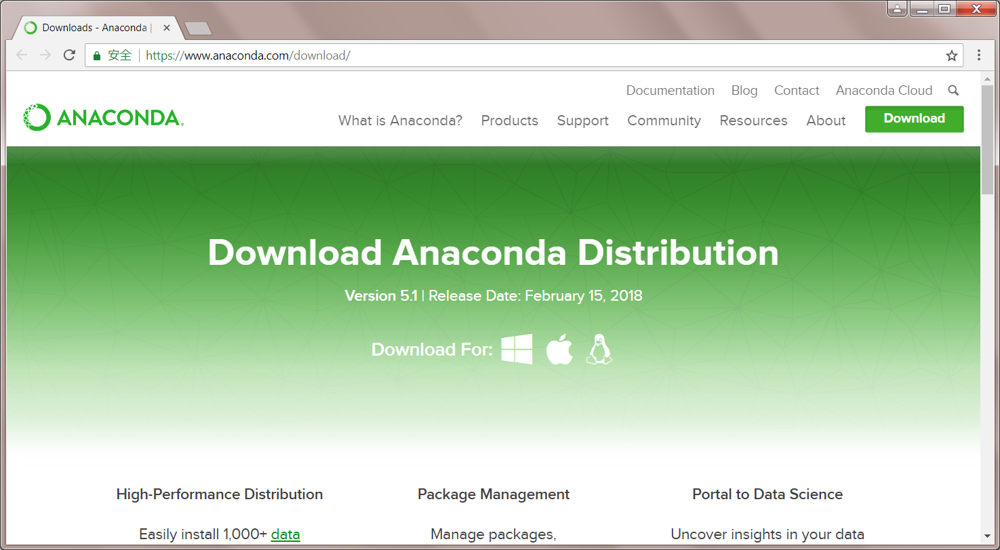 Downloads - Anaconda |
安全 https://www.anaconda.com/download/
Documentation Blog Contact Anaconda Cloud
ANACONDA®
What is Anaconda? Products Support Community Resources About Download
Download Anaconda Distribution
Version 5.1 | Release Date: February 15, 2018
Download For:
High-Performance Distribution Package Management Portal to Data Science
Easily install 1,000+ data Manage packages, Uncover insights in your data